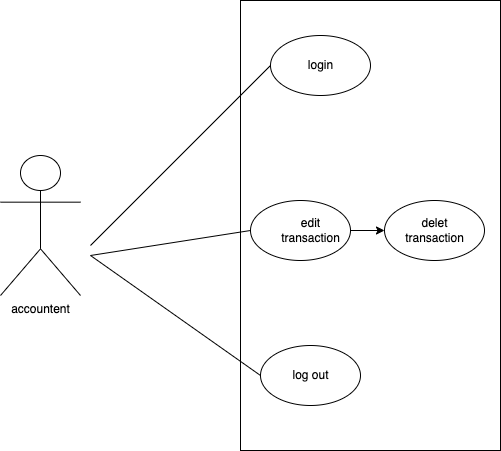 login
edit
transaction
delet
transaction
accountent
log out